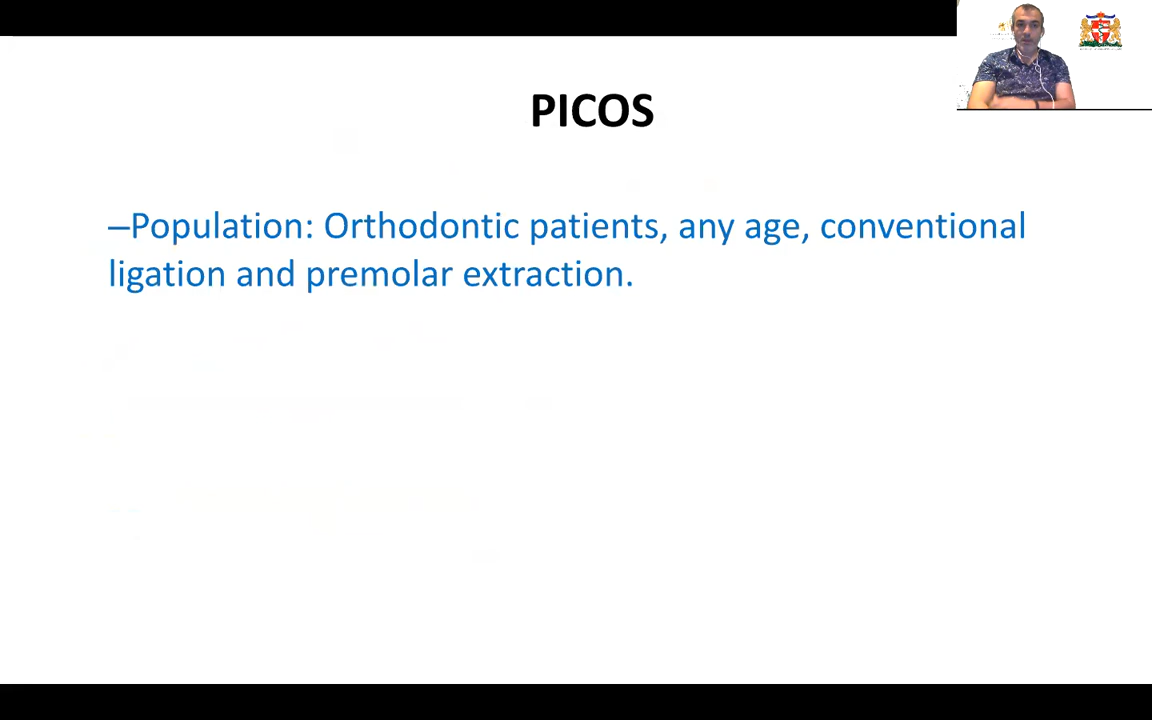 PICOS
–Population: Orthodontic patients, any age, conventional
ligation and premolar extraction.